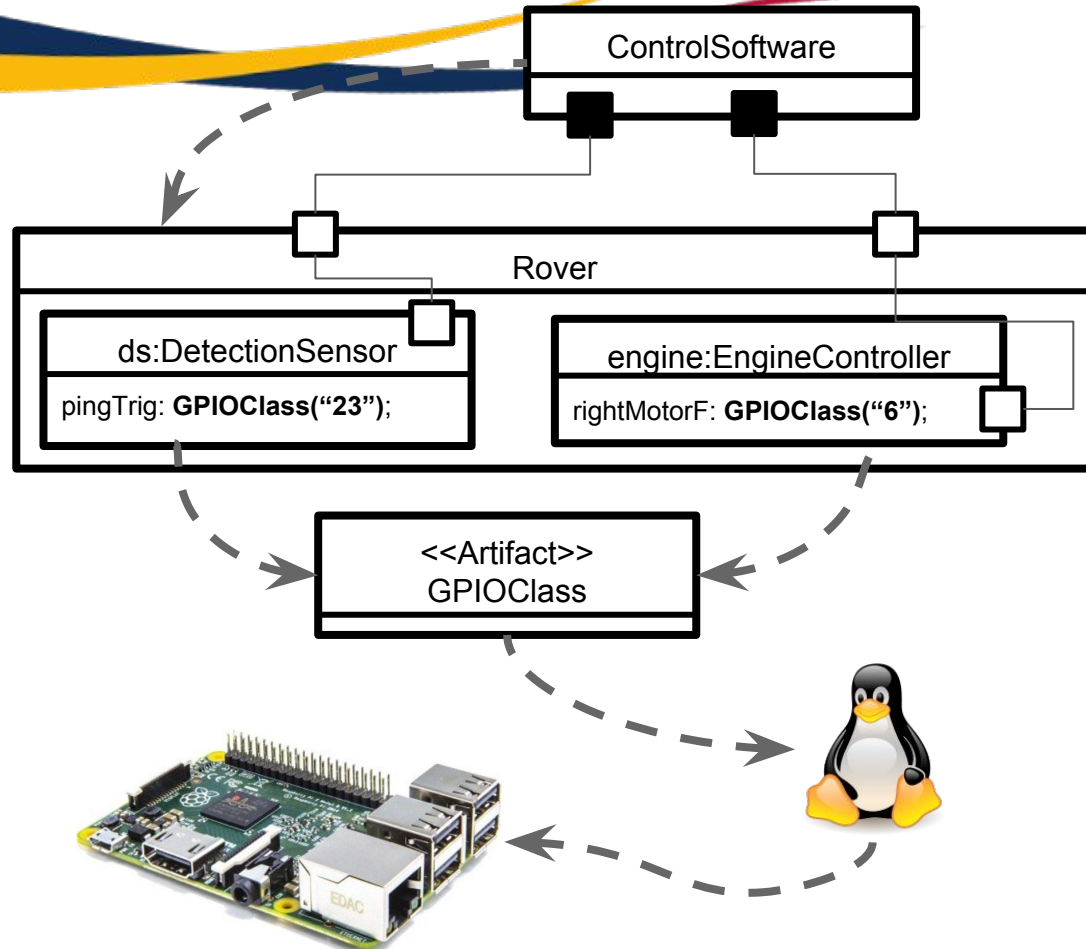 ControlSoftware
Rover
ds:DetectionSensor
pingTrig: GPIOClass(“23”);
engine:EngineController
rightMotorF: GPIOClass(“6”);
<<Artifact>>
GPIOClass
EDAC